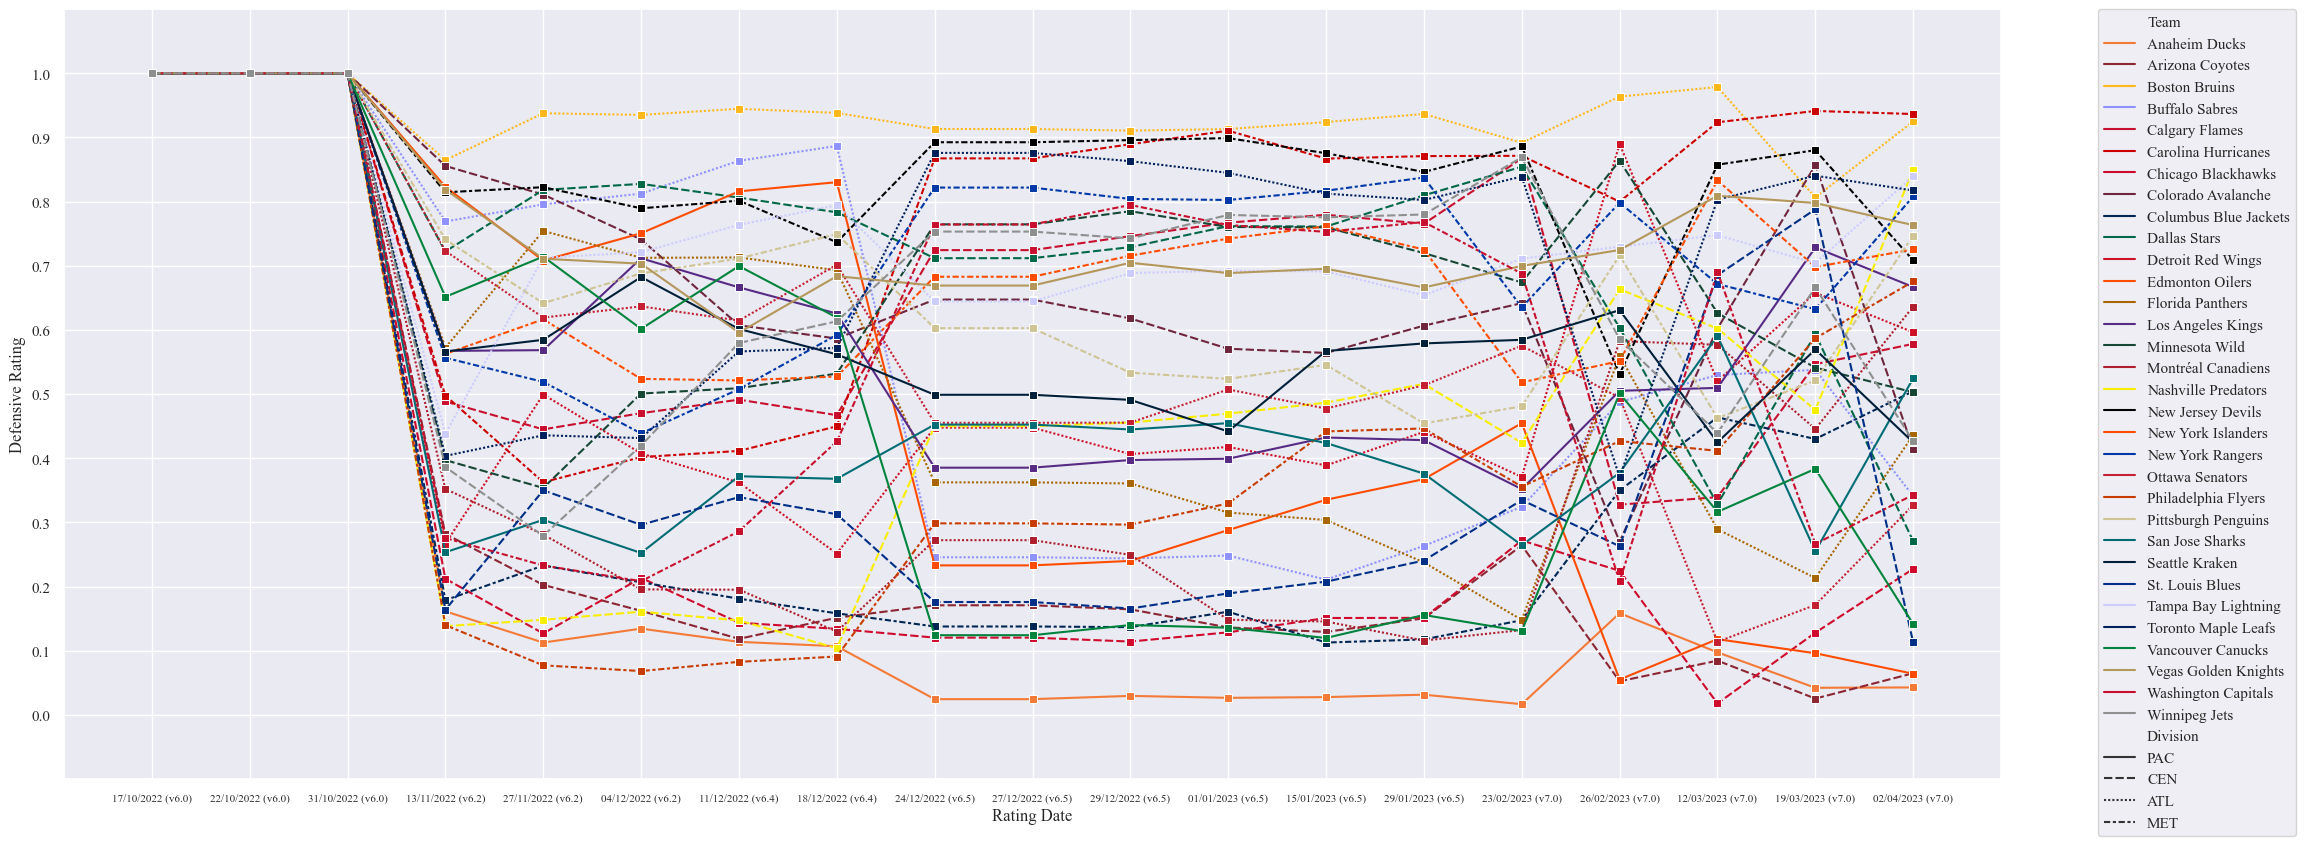 Defensive Rating
1.0
0.9
0.8
0.7
0.6
0.5
0.4
0.3
0.2
0.1
0.0
17/10/2022 (v6.0) 22/10/2022 (v6.0) 31/10/2022 (v6.0) 13/11/2022 (v6.2) 27/11/2022 (v6.2) 04/12/2022 (v6.2) 11/12/2022 (v6.4) 18/12/2022 (v6.4) 24/12/2022 (v6.5) 27/12/2022 (v6.5) 29/12/2022 (v6.5) 01/01/2023 (v6.5) 15/01/2023 (v6.5) 29/01/2023 (v6.5) 23/02/2023 (v7.0) 26/02/2023 (v7.0) 12/03/2023 (v7.0) 19/03/2023 (v7.0) 02/04/2023 (v7.0)
Rating Date
Team
Anaheim Ducks
Arizona Coyotes
Boston Bruins
Buffalo Sabres
Calgary Flames
Carolina Hurricanes
Chicago Blackhawks
Colorado Avalanche
Columbus Blue Jackets
Dallas Stars
Detroit Red Wings
Edmonton Oilers
Florida Panthers
Los Angeles Kings
Minnesota Wild
Montréal Canadiens
Nashville Predators
New Jersey Devils
New York Islanders
New York Rangers
Ottawa Senators
Philadelphia Flyers
Pittsburgh Penguins
San Jose Sharks
Seattle Kraken
St. Louis Blues
Tampa Bay Lightning
Toronto Maple Leafs
Vancouver Canucks
Vegas Golden Knights
Washington Capitals
Winnipeg Jets
Division
PAC
CEN
ATL
MET